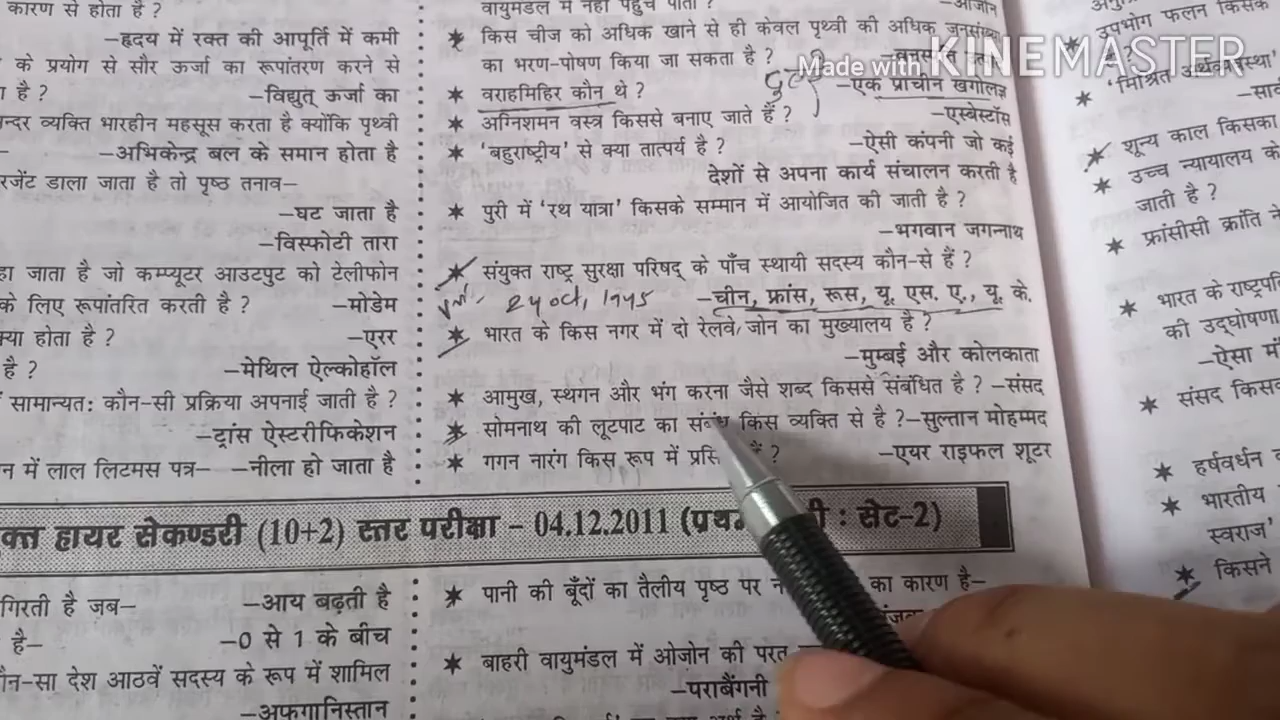 कारण से होता है ?
–हृदय में रक्त की आपूर्ति में कमी
के प्रयोग से सौर ऊर्जा का रूपांतरण करने से
है ?
–विद्युत् ऊर्जा का
व्यक्ति भारहीन महसूस करता है क्योंकि पृथ्वी
–अभिकेन्द्र बल के समान होता है
डाला जाता है तो पृष्ठ तनाव–
–घट जाता है
–विस्फोटी तारा
जाता है जो कम्प्यूटर आउटपुट को टेलीफोन
के लिए रूपांतरित करती है ?
–मोडेम
क्या होता है ?
–एरर
है ?
–मेथिल ऐल्कोहॉल
सामान्यत: कौन-सी प्रक्रिया अपनाई जाती है ?
–ट्रांस ऐस्टरीफिकेशन
में लाल लिटमस पत्र–
–नीला हो जाता है
वायुमंडल में नहीं पहुँच पाता ?
–ओजोन
★ किस चीज को अधिक खाने से ही केवल पृथ्वी की अधिक जनसंख्या
का भरण-पोषण किया जा सकता है ?
Made with KINEMASTER
★ वराहमिहिर कौन थे ?
–एक प्राचीन खगोलज्ञ
★ अग्निशमन वस्त्र किससे बनाए जाते हैं ?
–एस्बेस्टॉस
★ ‘बहुराष्ट्रीय’ से क्या तात्पर्य है ?
–ऐसी कंपनी जो कई
देशों से अपना कार्य संचालन करती है
★ पुरी में ‘रथ यात्रा’ किसके सम्मान में आयोजित की जाती है ?
–भगवान जगन्नाथ
★ संयुक्त राष्ट्र सुरक्षा परिषद् के पाँच स्थायी सदस्य कौन-से हैं ?
24 oct, 1945
–चीन, फ्रांस, रूस, यू. एस. ए., यू. के.
★ भारत के किस नगर में दो रेलवे जोन का मुख्यालय है ?
–मुम्बई और कोलकाता
★ आमुख, स्थगन और भंग करना जैसे शब्द किससे संबंधित है ? –संसद
★ सोमनाथ की लूटपाट का संबंध किस व्यक्ति से है ?–सुल्तान मोहम्मद
★ गगन नारंग किस रूप में हैं ?
–एयर राइफल शूटर
हायर सेकण्डरी (10+2) स्तर परीक्षा – 04.12.2011 : सेट-2)
गिरती है जब–
–आय बढ़ती है
है–
–0 से 1 के बीच
देश आठवें सदस्य के रूप में शामिल
–अफगानिस्तान
★ पानी की बूँदों का तैलीय पृष्ठ पर का कारण है–
★ बाहरी वायुमंडल में ओजोन की परत
–पराबैंगनी
★ उपभोग फलन किसके
है ?
★ ‘मिश्रित अर्थव्यवस्था’
★ शून्य काल किसका
★ उच्च न्यायालय के
जाती है ?
★ फ्रांसीसी क्रांति ने
★ भारत के राष्ट्रपति
की उद्घोषणा
–ऐसा
★ संसद किस
★ हर्षवर्धन
★ भारतीय
स्वराज’
★ किसने